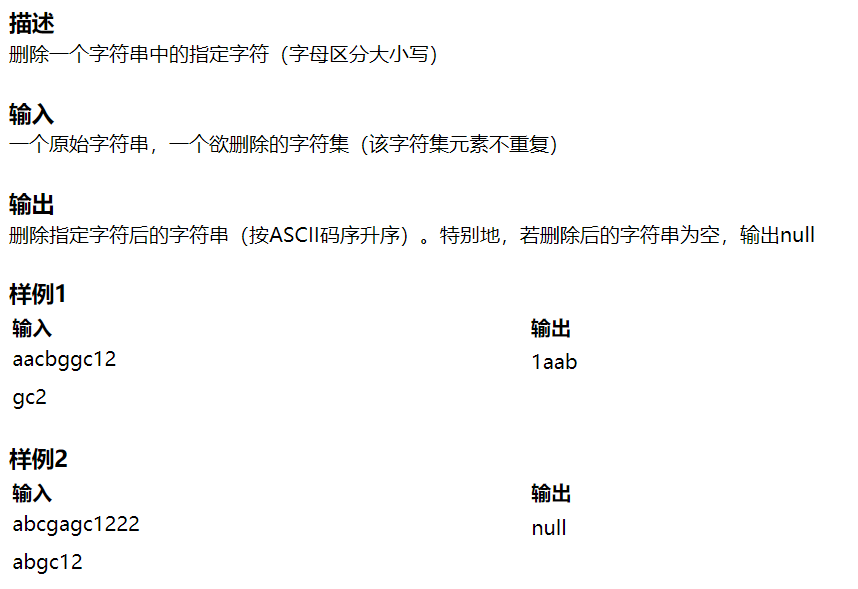 描述
删除一个字符串中的指定字符（字母区分大小写）
输入
一个原始字符串，一个欲删除的字符集（该字符集元素不重复）
输出
删除指定字符后的字符串（按ASCII码序升序）。特别地，若删除后的字符串为空，输出null
样例1
输入 输出
aacbggc12 1aab
gc2
样例2
输入 输出
abcgagc1222 null
abgc12